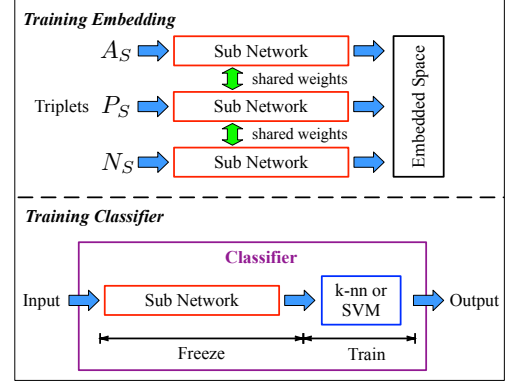 Training Embedding
A_S Sub Network
shared weights
Triplets P_S Sub Network
shared weights
N_S Sub Network
Embedded Space
Training Classifier
Classifier
Input Sub Network k-nn or SVM Output
Freeze Train